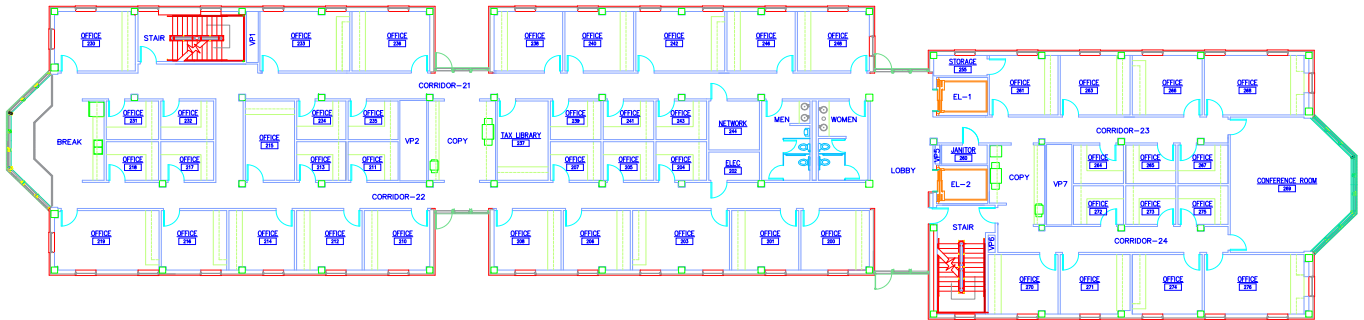 OFFICE
230
STAIR
VP1
OFFICE
233
OFFICE
236
OFFICE
238
OFFICE
240
OFFICE
242
OFFICE
246
OFFICE
248
STORAGE
EL-1
OFFICE
261
OFFICE
263
OFFICE
266
OFFICE
268
CORRIDOR-21
OFFICE
231
OFFICE
232
OFFICE
215
OFFICE
234
OFFICE
235
VP2
COPY
TAX LIBRARY
237
OFFICE
239
OFFICE
241
OFFICE
243
NETWORK
244
MEN
WOMEN
CORRIDOR-23
BREAK
OFFICE
218
OFFICE
217
OFFICE
213
OFFICE
211
OFFICE
207
OFFICE
205
OFFICE
204
ELEC
202
LOBBY
VP5
JANITOR
260
EL-2
COPY
VP7
OFFICE
264
OFFICE
265
OFFICE
267
CONFERENCE ROOM
269
OFFICE
272
OFFICE
273
OFFICE
275
CORRIDOR-22
STAIR
VP6
CORRIDOR-24
OFFICE
219
OFFICE
216
OFFICE
214
OFFICE
212
OFFICE
210
OFFICE
208
OFFICE
206
OFFICE
203
OFFICE
201
OFFICE
200
OFFICE
270
OFFICE
271
OFFICE
274
OFFICE
276